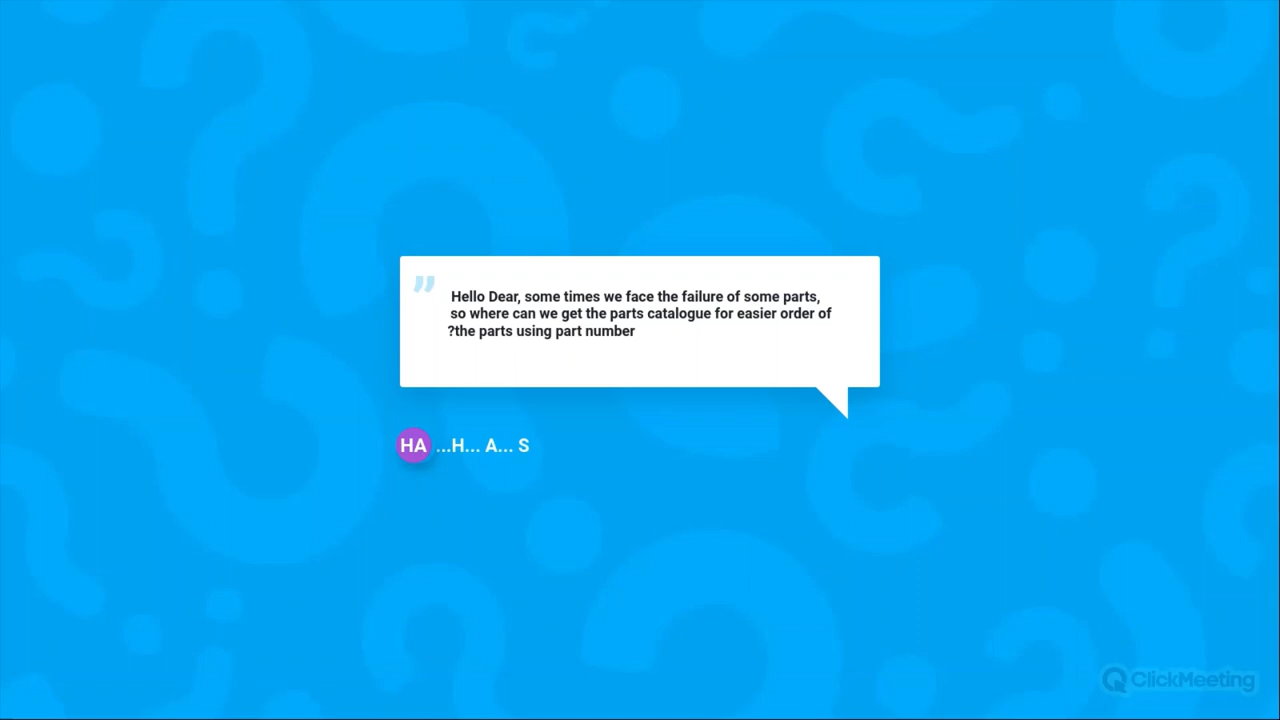 ”
Hello Dear, some times we face the failure of some parts,
so where can we get the parts catalogue for easier order of
?the parts using part number
HA ...H... A... S
ClickMeeting